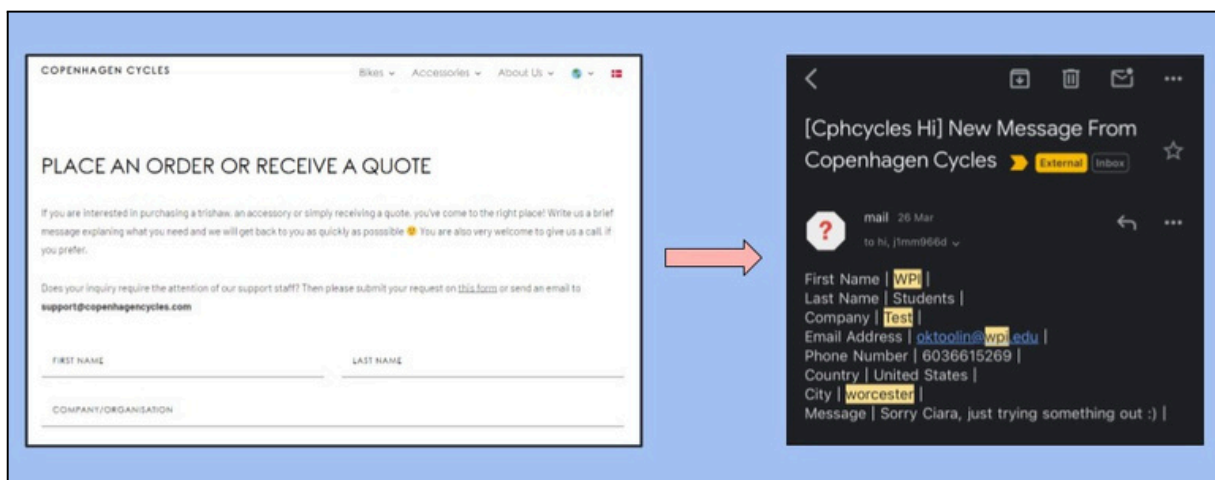 COPENHAGEN CYCLES
Bikes Accessories About Us
PLACE AN ORDER OR RECEIVE A QUOTE
If you are interested in purchasing a trishaw, an accessory or simply receiving a quote, you've come to the right place! Write us a brief
message explaning what you need and we will get back to you as quickly as posssible 🙂 You are also very welcome to give us a call, if
you prefer.
Does your inquiry require the attention of our support staff? Then please submit your request on this form or send an email to
support@copenhagencycles.com
FIRST NAME LAST NAME
COMPANY/ORGANISATION
[Cphcycles Hi] New Message From
Copenhagen Cycles External Inbox
?
mail 26 Mar
to hi, j1mm966d
First Name | WPI |
Last Name | Students |
Company | Test |
Email Address | oktoolin@wpi.edu |
Phone Number | 6036615269 |
Country | United States |
City | worcester |
Message | Sorry Ciara, just trying something out :) |